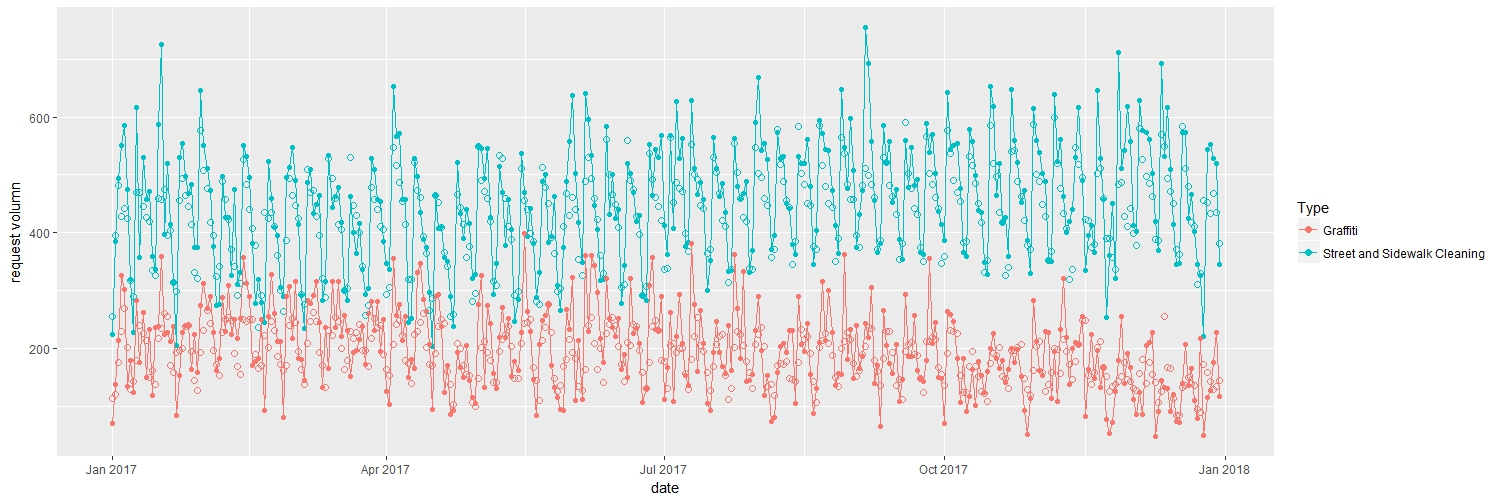 request volumn
600
400
200
Jan 2017
Apr 2017
Jul 2017
Oct 2017
Jan 2018
date
Type
Graffiti
Street and Sidewalk Cleaning